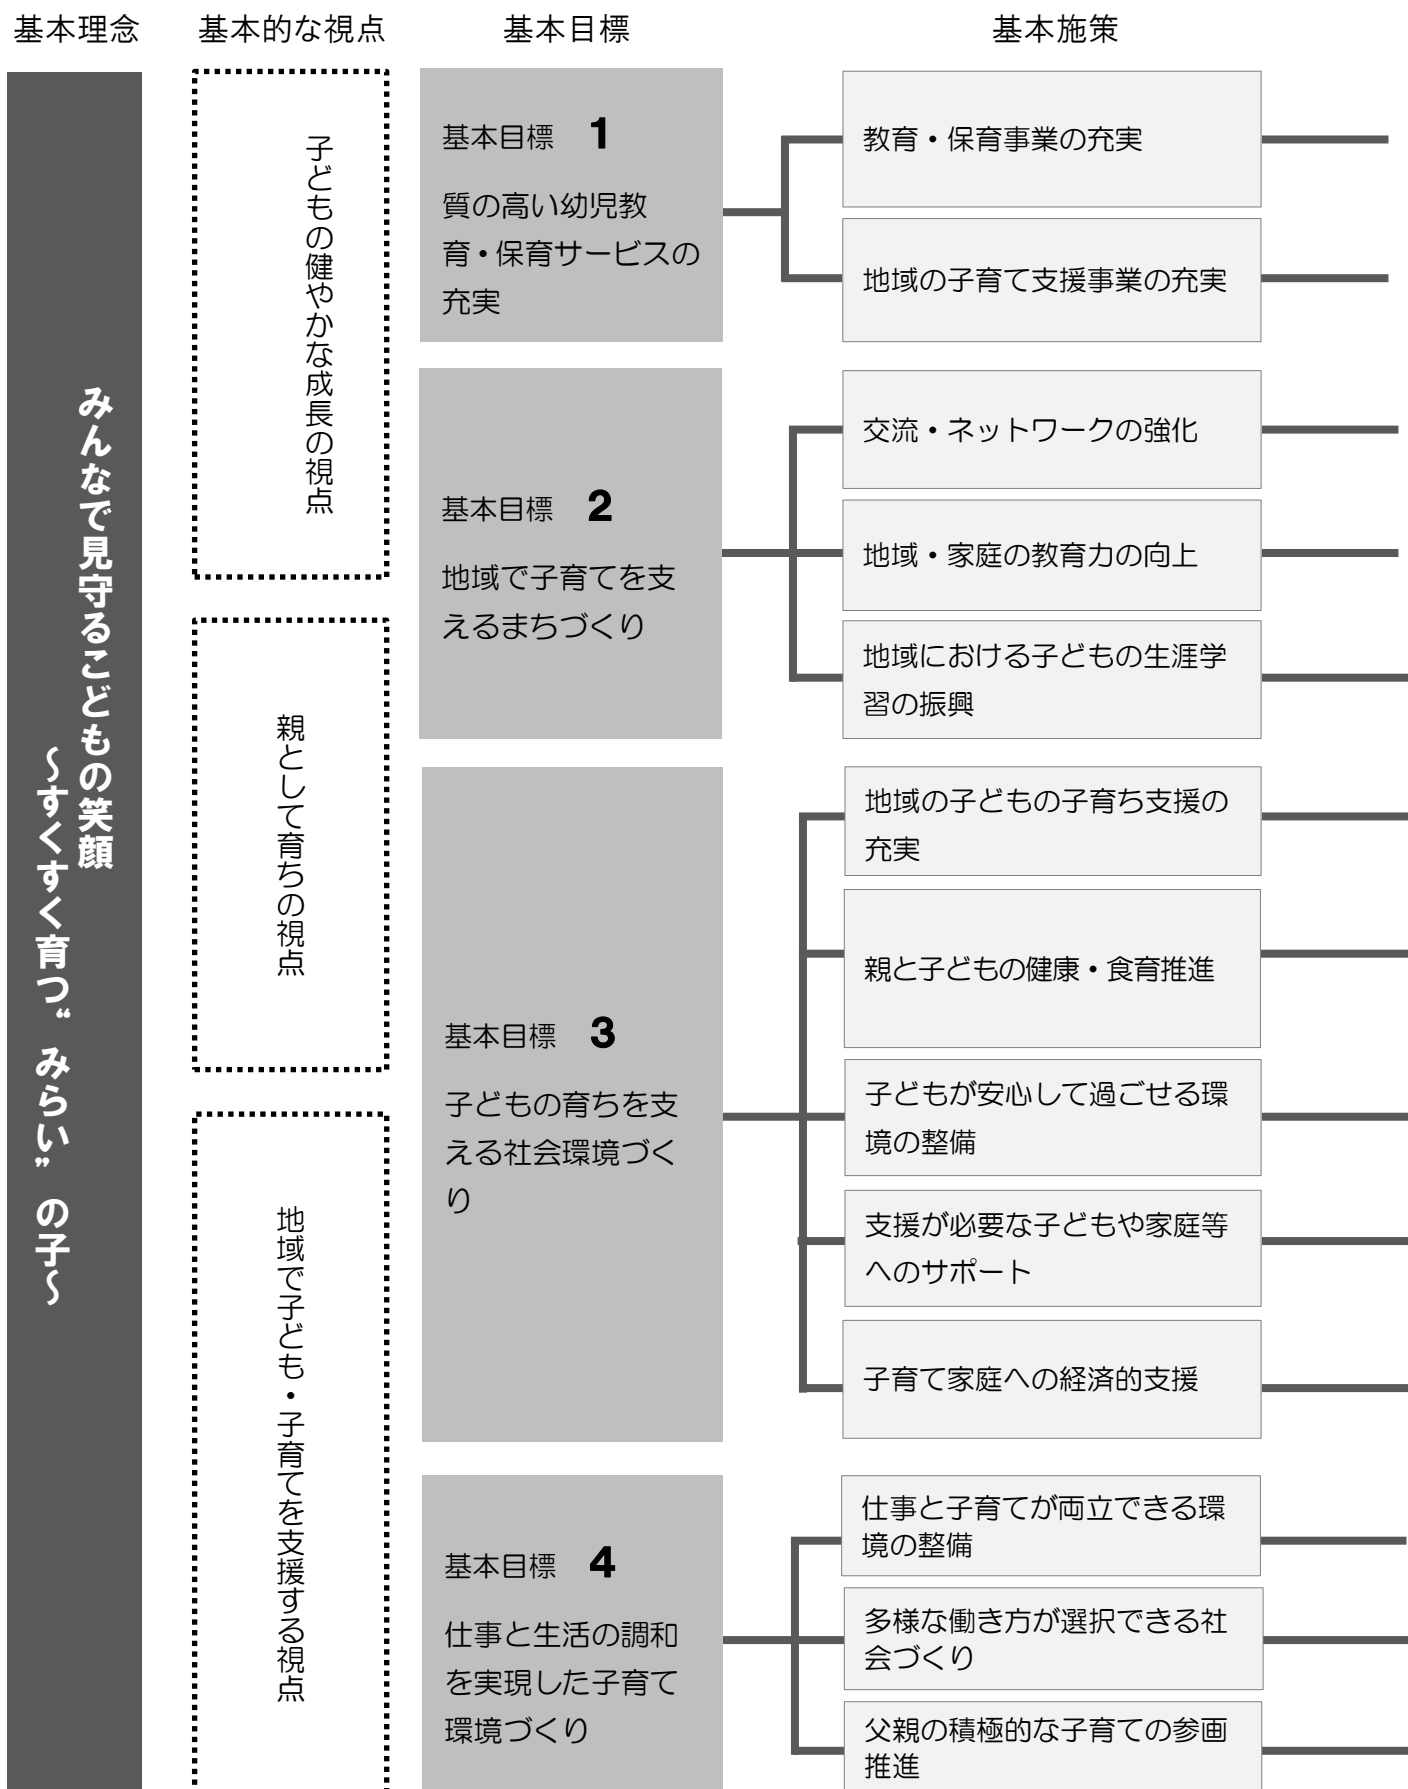 基本理念
基本的な視点
基本目標
基本施策
みんなで見守るこどもの笑顔
～すくすく育つ“みらい”の子～
子どもの健やかな成長の視点
親として育ちの視点
地域で子ども・子育てを支援する視点
基本目標 1
質の高い幼児教
育・保育サービスの
充実
教育・保育事業の充実
地域の子育て支援事業の充実
基本目標 2
地域で子育てを支
えるまちづくり
交流・ネットワークの強化
地域・家庭の教育力の向上
地域における子どもの生涯学
習の振興
基本目標 3
子どもの育ちを支
える社会環境づく
り
地域の子どもの子育ち支援の
充実
親と子どもの健康・食育推進
子どもが安心して過ごせる環
境の整備
支援が必要な子どもや家庭等
へのサポート
子育て家庭への経済的支援
基本目標 4
仕事と生活の調和
を実現した子育て
環境づくり
仕事と子育てが両立できる環
境の整備
多様な働き方が選択できる社
会づくり
父親の積極的な子育ての参画
推進